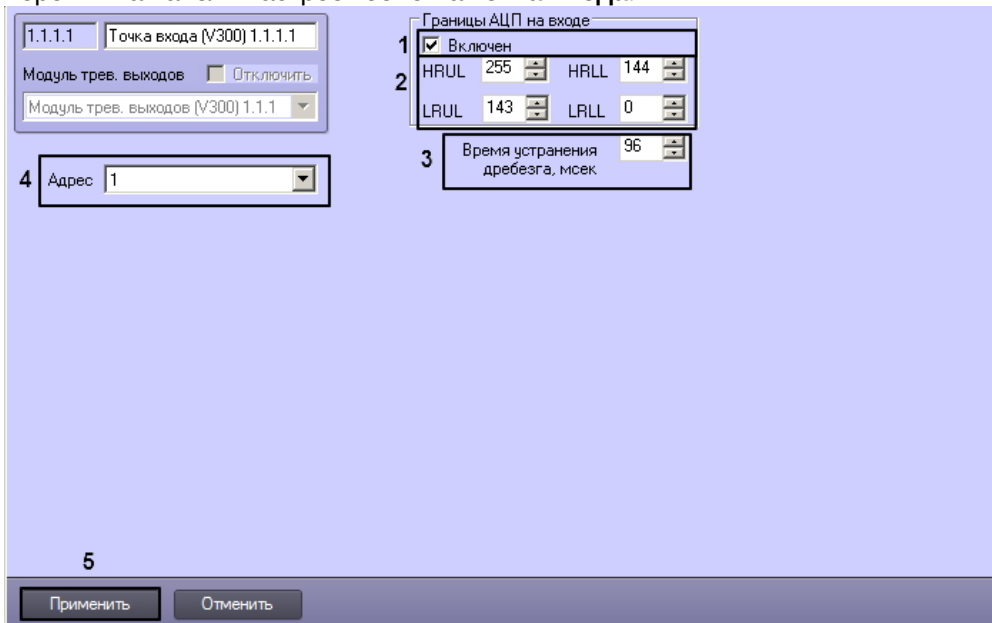 1.1.1.1 Точка входа (V300) 1.1.1.1
Модуль трев. выходов Отключить
Модуль трев. выходов (V300) 1.1.1
4 Адрес 1
Границы АЦП на входе
1 Включен
2 HRUL 255 HRLL 144
LRUL 143 LRLL 0
3 Время устранения 96
дребезга, мсек
5
Применить Отменить